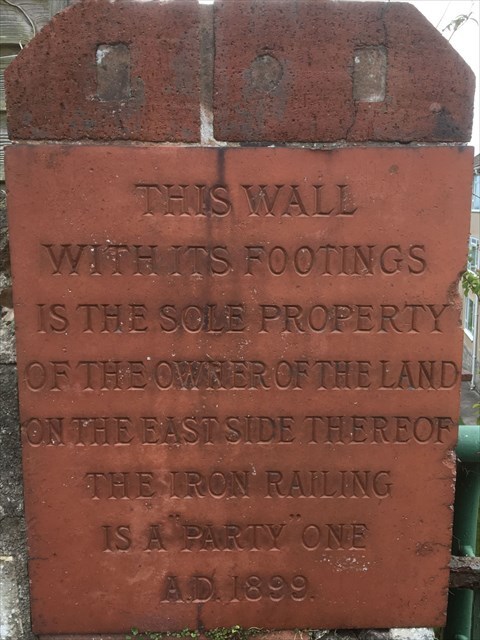 THIS WALL
WITH ITS FOOTINGS
IS THE SOLE PROPERTY
OF THE OWNER OF THE LAND
ON THE EAST SIDE THEREOF
THE IRON RAILING
IS A "PARTY" ONE
A.D. 1899.